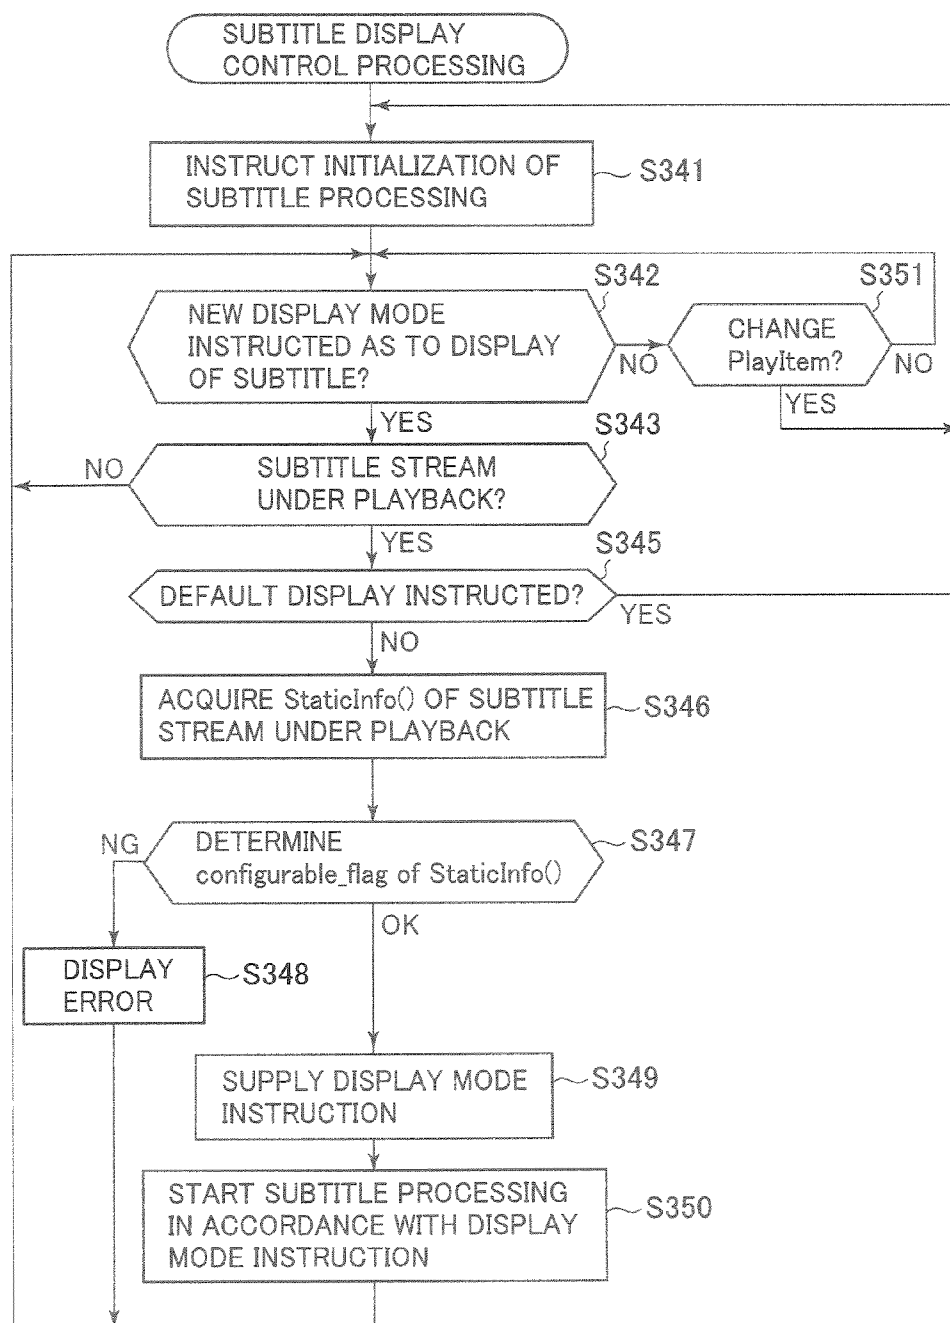 SUBTITLE DISPLAY
CONTROL PROCESSING
INSTRUCT INITIALIZATION OF
SUBTITLE PROCESSING
S341
NEW DISPLAY MODE
INSTRUCTED AS TO DISPLAY
OF SUBTITLE?
S342
NO
CHANGE
PlayItem?
S351
NO
YES
YES
SUBTITLE STREAM
UNDER PLAYBACK?
S343
NO
YES
DEFAULT DISPLAY INSTRUCTED?
S345
YES
NO
ACQUIRE StaticInfo() OF SUBTITLE
STREAM UNDER PLAYBACK
S346
DETERMINE
configurable_flag of StaticInfo()
S347
NG
OK
DISPLAY
ERROR
S348
SUPPLY DISPLAY MODE
INSTRUCTION
S349
START SUBTITLE PROCESSING
IN ACCORDANCE WITH DISPLAY
MODE INSTRUCTION
S350